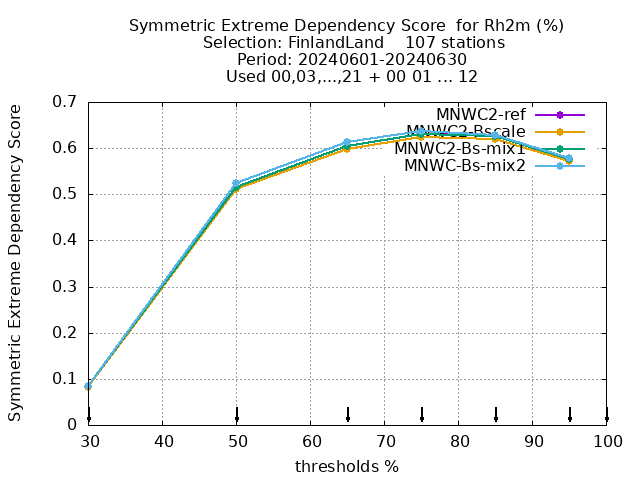 Symmetric Extreme Dependency Score  for Rh2m (%)
Selection: FinlandLand    107 stations
Period: 20240601-20240630
Used 00,03,...,21 + 00 01 ... 12
Symmetric Extreme Dependency Score
0.7
0.6
0.5
0.4
0.3
0.2
0.1
0
MNWC2-ref
MNWC2-Bscale
MNWC2-Bs-mix1
MNWC-Bs-mix2
30 40 50 60 70 80 90 100
thresholds %